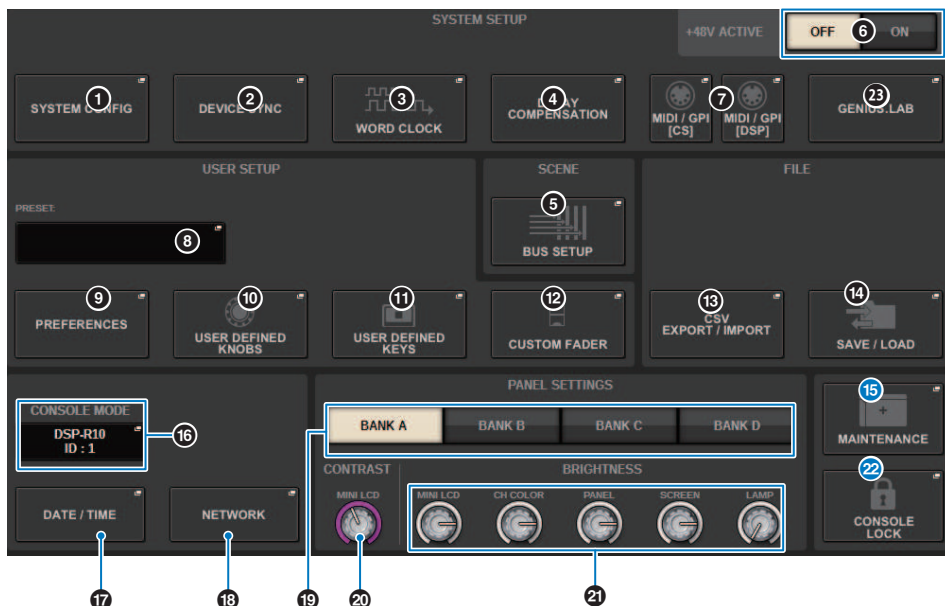 SYSTEM SETUP
+48V ACTIVE
OFF
6
ON
1
SYSTEM CONFIG
2
DEVICE SYNC
3
WORD CLOCK
4
DELAY
COMPENSATION
7
MIDI / GPI
[CS]
MIDI / GPI
[DSP]
23
GENIUS.LAB
USER SETUP
SCENE
FILE
PRESET:
8
5
BUS SETUP
9
PREFERENCES
10
USER DEFINED
KNOBS
11
USER DEFINED
KEYS
12
CUSTOM FADER
13
CSV
EXPORT / IMPORT
14
SAVE / LOAD
PANEL SETTINGS
CONSOLE MODE
DSP-R10
ID : 1
16
BANK A
BANK B
BANK C
BANK D
15
MAINTENANCE
CONTRAST
BRIGHTNESS
MINI LCD
MINI LCD
CH COLOR
PANEL
SCREEN
LAMP
DATE / TIME
NETWORK
22
CONSOLE
LOCK
17
18
19
20
21